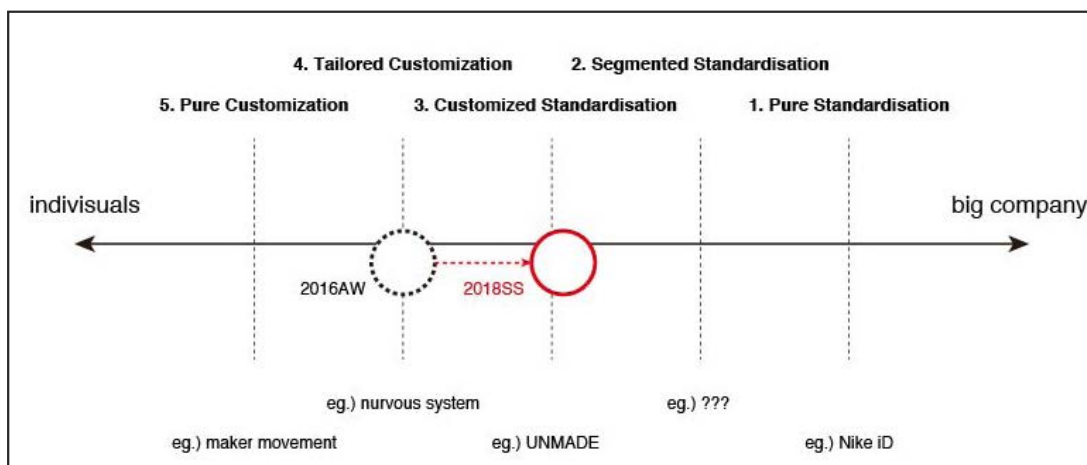 4. Tailored Customization
2. Segmented Standardisation
5. Pure Customization
3. Customized Standardisation
1. Pure Standardisation
indivisuals
big company
2016AW
2018SS
eg.) nurvous system
eg.) ???
eg.) maker movement
eg.) UNMADE
eg.) Nike iD